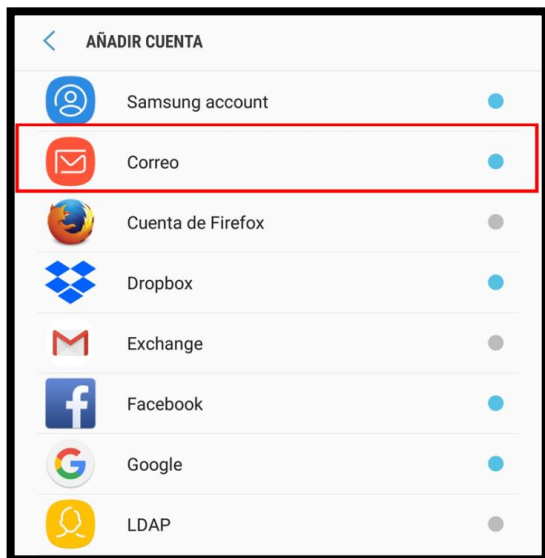 AÑADIR CUENTA
Samsung account
Correo
Cuenta de Firefox
Dropbox
Exchange
Facebook
Google
LDAP